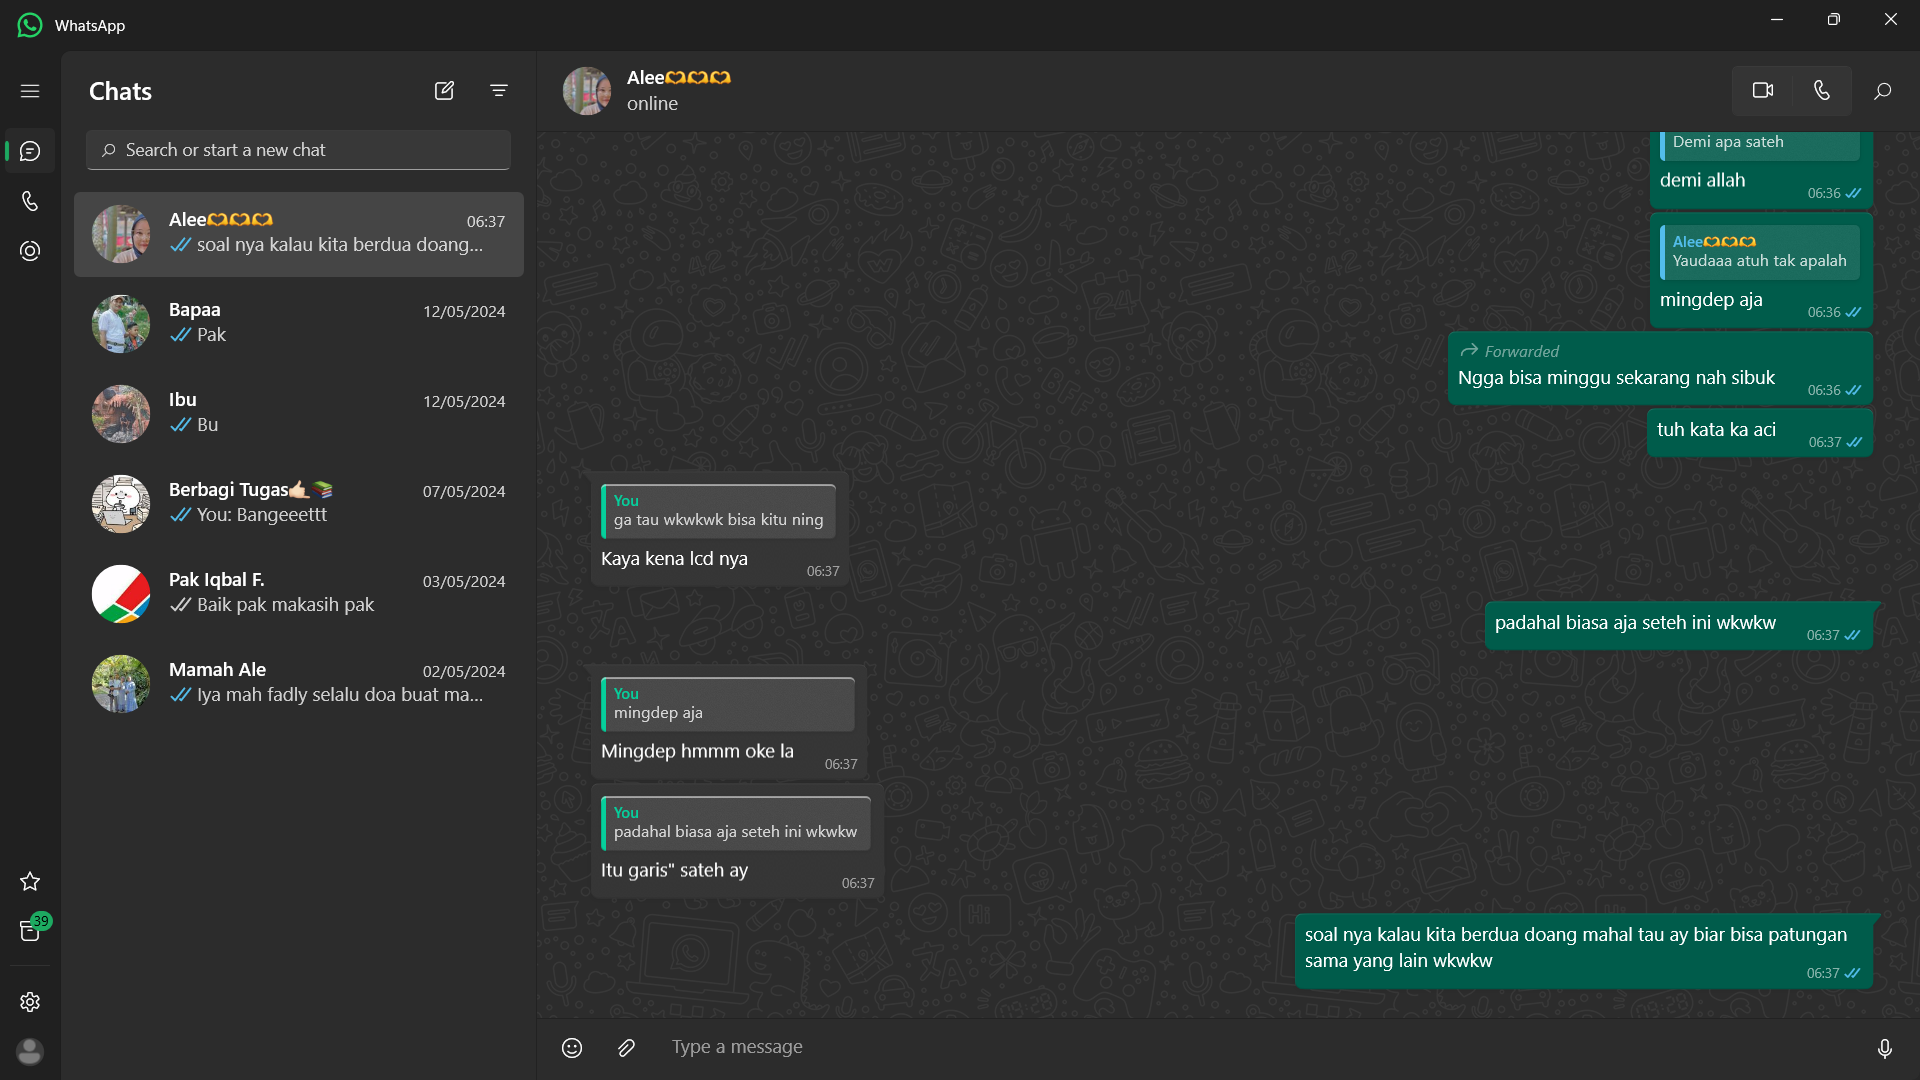 WhatsApp
Chats
Search or start a new chat
Alee🫶🫶🫶
06:37
soal nya kalau kita berdua doang...
Bapaa
12/05/2024
Pak
Ibu
12/05/2024
Bu
Berbagi Tugas🤙🏻📚
07/05/2024
You: Bangeeettt
Pak Iqbal F.
03/05/2024
Baik pak makasih pak
Mamah Ale
02/05/2024
Iya mah fadly selalu doa buat ma...
39
Alee🫶🫶🫶
online
Demi apa sateh
demi allah
06:36
Alee🫶🫶🫶
Yaudaaa atuh tak apalah
mingdep aja
06:36
Forwarded
Ngga bisa minggu sekarang nah sibuk
06:36
tuh kata ka aci
06:37
You
ga tau wkwkwk bisa kitu ning
Kaya kena lcd nya
06:37
padahal biasa aja seteh ini wkwkw
06:37
You
mingdep aja
Mingdep hmmm oke la
06:37
You
padahal biasa aja seteh ini wkwkw
Itu garis" sateh ay
06:37
soal nya kalau kita berdua doang mahal tau ay biar bisa patungan
sama yang lain wkwkw
06:37
Type a message